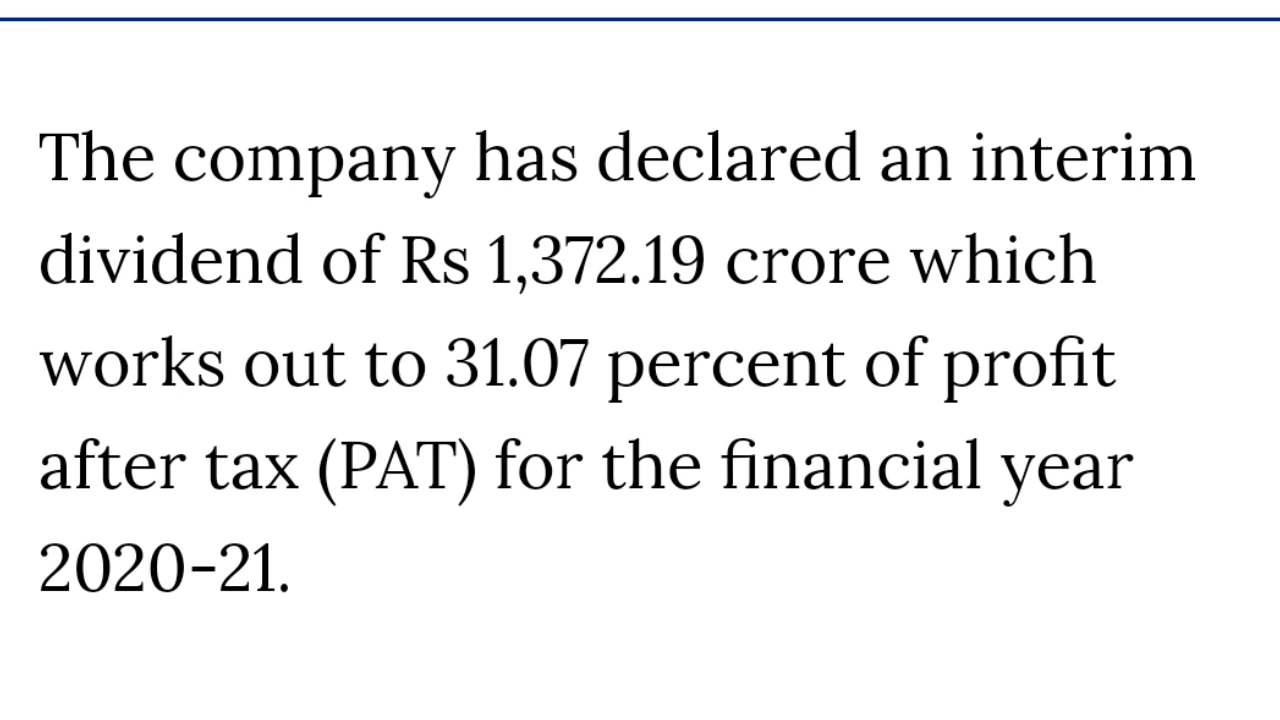 The company has declared an interim
dividend of Rs 1,372.19 crore which
works out to 31.07 percent of profit
after tax (PAT) for the financial year
2020-21.